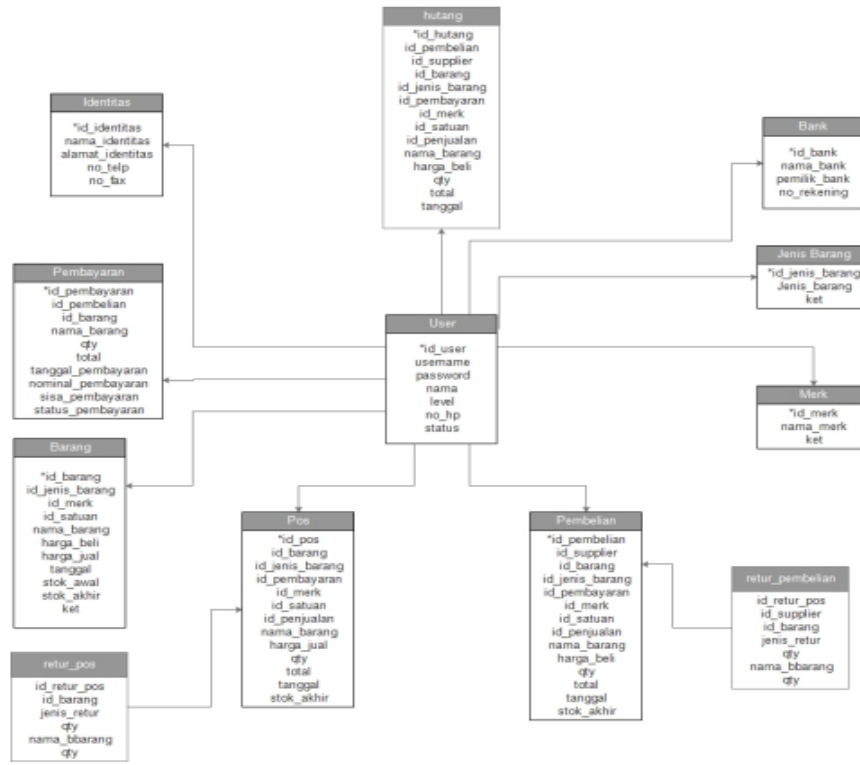 hutang
*id_hutang
id_pembelian
id_supplier
id_barang
id_jenis_barang
id_pembayaran
id_merk
id_satuan
id_penjualan
nama_barang
harga_beli
qty
total
tanggal
Identitas
*id_identitas
nama_identitas
alamat_identitas
no_telp
no_fax
Bank
*id_bank
nama_bank
pemilik_bank
no_rekening
Jenis Barang
*id_jenis_barang
Jenis_barang
ket
Pembayaran
*id_pembayaran
id_pembelian
id_barang
nama_barang
qty
total
tanggal_pembayaran
nominal_pembayaran
sisa_pembayaran
status_pembayaran
User
*id_user
username
password
nama
level
no_hp
status
Merk
*id_merk
nama_merk
ket
Barang
*id_barang
id_jenis_barang
id_merk
id_satuan
nama_barang
harga_beli
harga_jual
tanggal
stok_awal
stok_akhir
ket
Pos
*id_pos
id_barang
id_jenis_barang
id_pembayaran
id_merk
id_satuan
id_penjualan
nama_barang
harga_jual
qty
total
tanggal
stok_akhir
Pembelian
*id_pembelian
id_supplier
id_barang
id_jenis_barang
id_pembayaran
id_merk
id_satuan
id_penjualan
nama_barang
harga_beli
qty
total
tanggal
stok_akhir
retur_pembelian
id_retur_pos
id_supplier
id_barang
jenis_retur
qty
nama_bbarang
qty
retur_pos
id_retur_pos
id_barang
jenis_retur
qty
nama_bbarang
qty